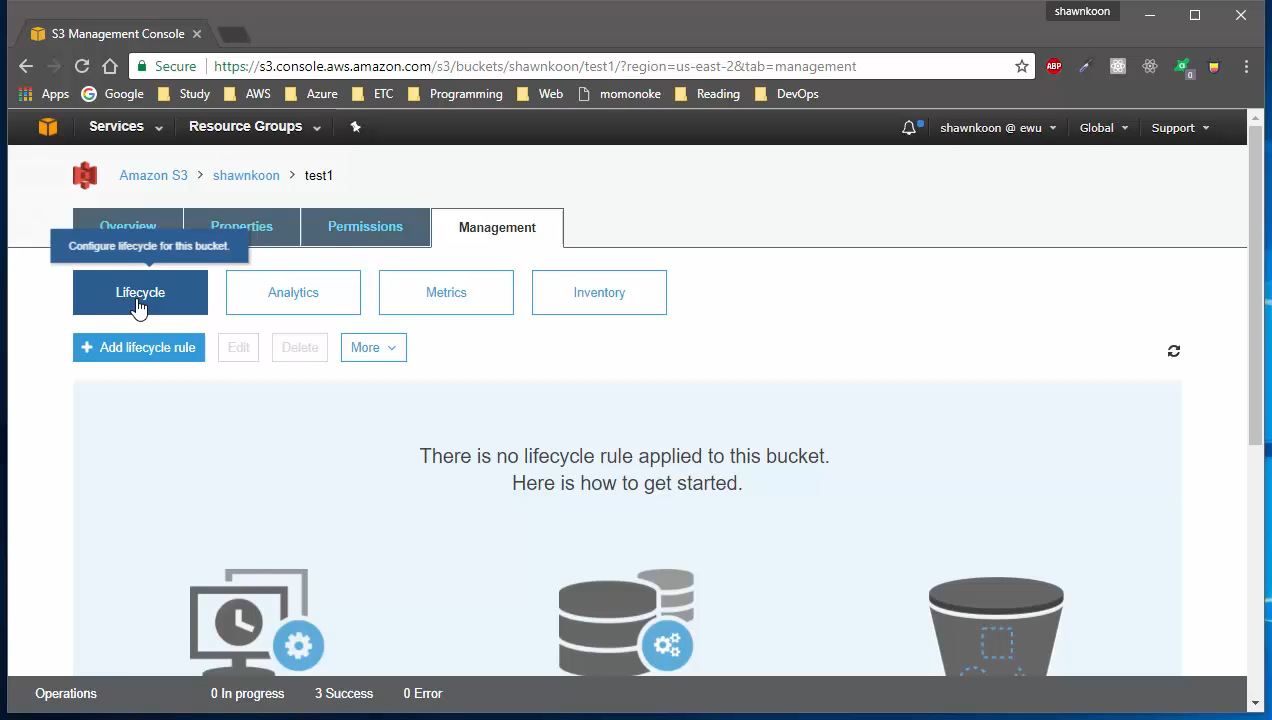 shawnkoon
S3 Management Console
Secure
https://s3.console.aws.amazon.com/s3/buckets/shawnkoon/test1/?region=us-east-2&tab=management
ABP
0
Apps
Google
Study
AWS
Azure
ETC
Programming
Web
momonoke
Reading
DevOps
Services
Resource Groups
shawnkoon @ ewu
Global
Support
Amazon S3 > shawnkoon > test1
Overview
Properties
Permissions
Management
Configure lifecycle for this bucket.
Lifecycle
Analytics
Metrics
Inventory
+ Add lifecycle rule
Edit
Delete
More
There is no lifecycle rule applied to this bucket.
Here is how to get started.
Operations
0 In progress
3 Success
0 Error